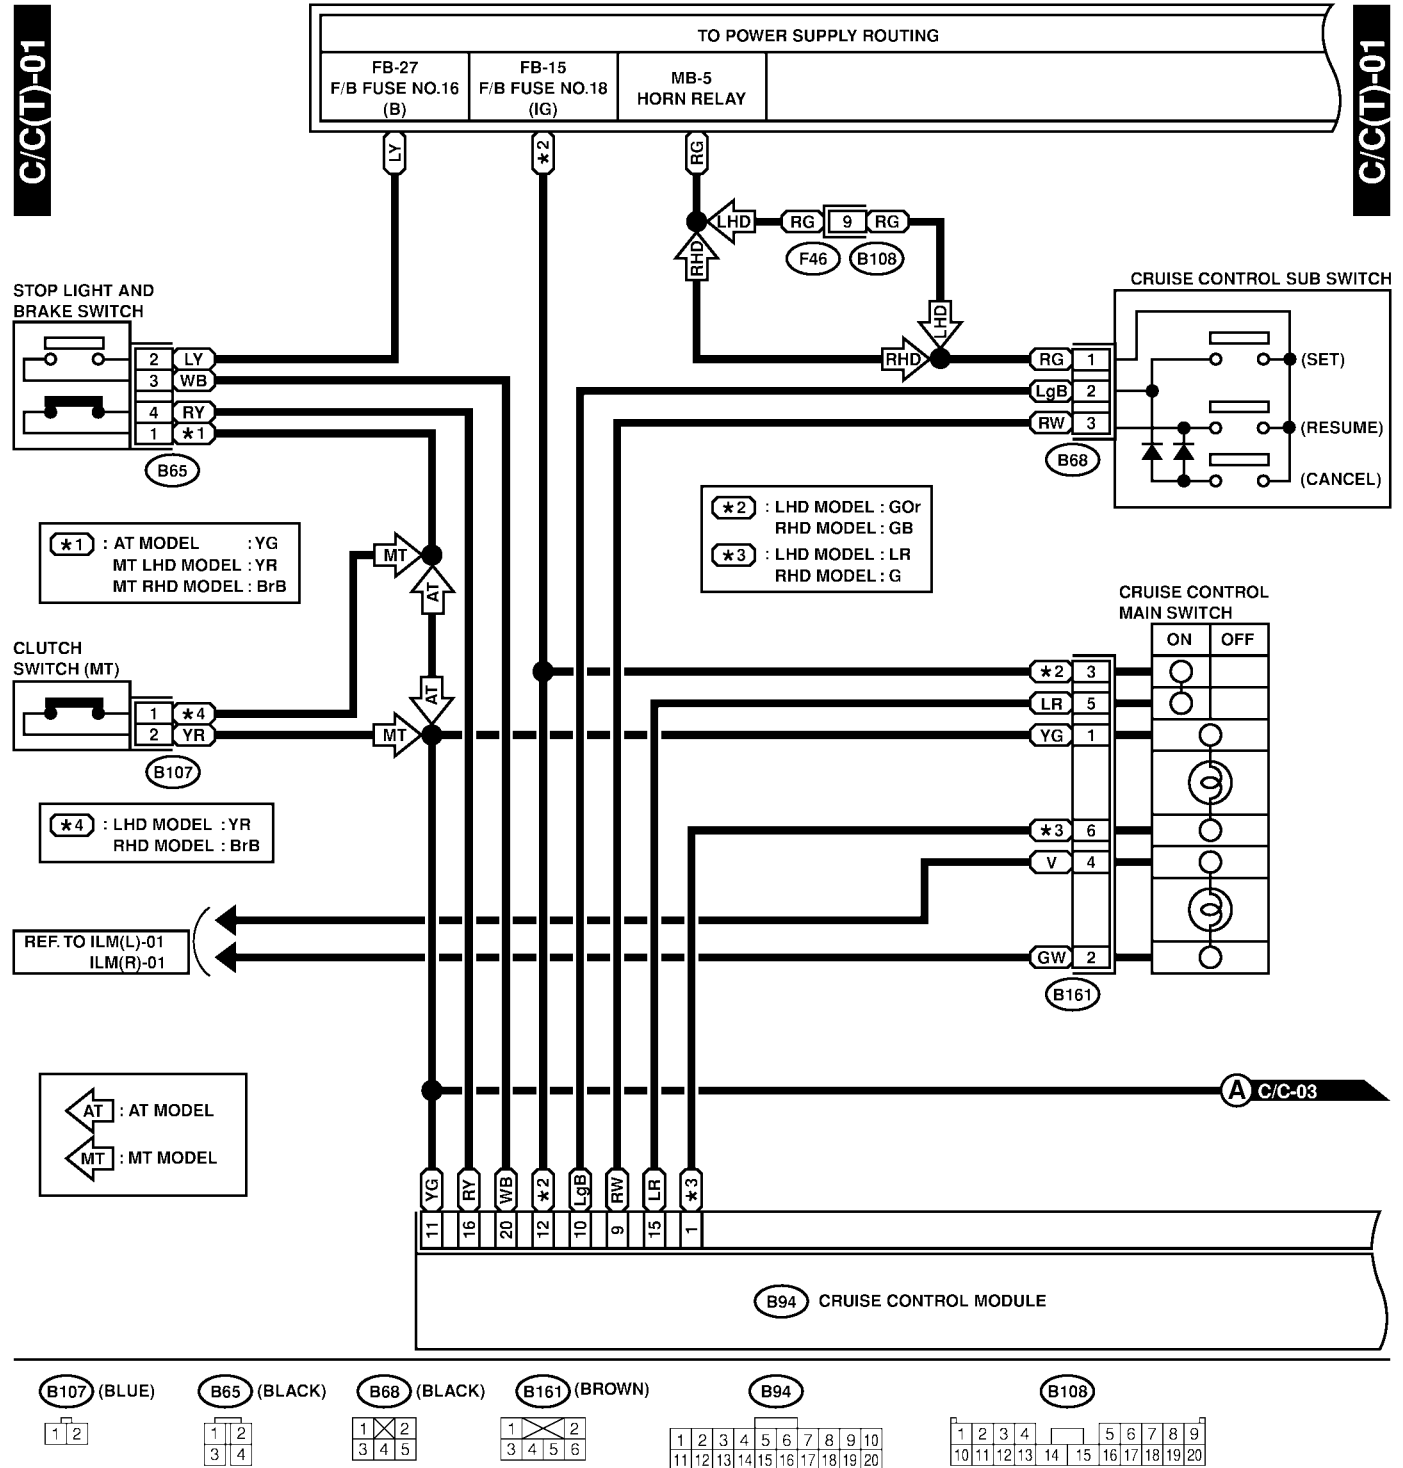 C/C(T)-01
C/C(T)-01
TO POWER SUPPLY ROUTING
FB-27
F/B FUSE NO.16
(B)
FB-15
F/B FUSE NO.18
(IG)
MB-5
HORN RELAY
LY
*2
RG
LHD
RG
9
RG
RHD
F46
B108
LHD
RHD
STOP LIGHT AND
BRAKE SWITCH
2 LY
3 WB
4 RY
1 *1
B65
CRUISE CONTROL SUB SWITCH
RG 1
LgB 2
RW 3
B68
(SET)
(RESUME)
(CANCEL)
*1 : AT MODEL : YG
MT LHD MODEL : YR
MT RHD MODEL : BrB
*2 : LHD MODEL : GOr
RHD MODEL : GB
*3 : LHD MODEL : LR
RHD MODEL : G
MT
AT
AT
MT
CLUTCH
SWITCH (MT)
1 *4
2 YR
B107
*4 : LHD MODEL : YR
RHD MODEL : BrB
CRUISE CONTROL
MAIN SWITCH
ON OFF
*2 3
LR 5
YG 1
*3 6
V 4
GW 2
B161
REF. TO ILM(L)-01
ILM(R)-01
A C/C-03
AT : AT MODEL
MT : MT MODEL
YG RY WB *2 LgB RW LR *3
11 16 20 12 10 9 15 1
B94 CRUISE CONTROL MODULE
B107 (BLUE)
1 2
B65 (BLACK)
1 2
3 4
B68 (BLACK)
1 2
3 4 5
B161 (BROWN)
1 2
3 4 5 6
B94
1 2 3 4 5 6 7 8 9 10
11 12 13 14 15 16 17 18 19 20
B108
1 2 3 4 5 6 7 8 9
10 11 12 13 14 15 16 17 18 19 20